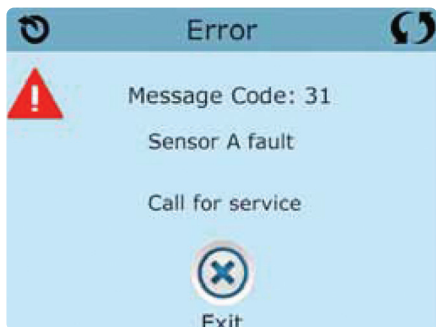 Error
Message Code: 31
Sensor A fault
Call for service
Exit